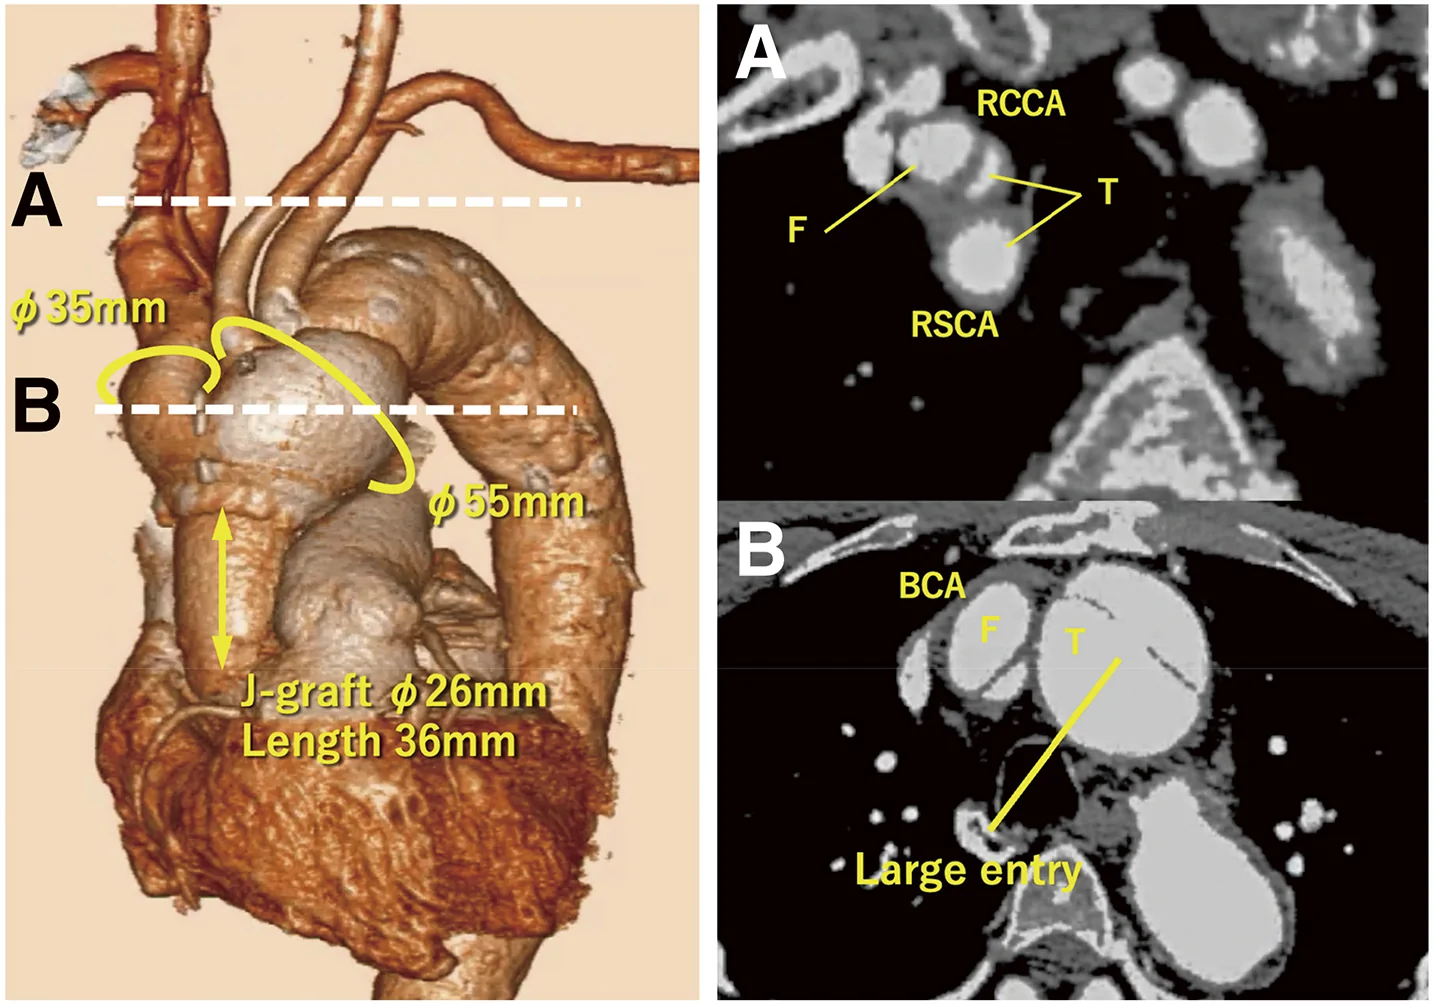 A
φ35mm
B
φ55mm
J-graft φ26mm
Length 36mm
A
RCCA
T
F
RSCA
B
BCA
F
T
Large entry